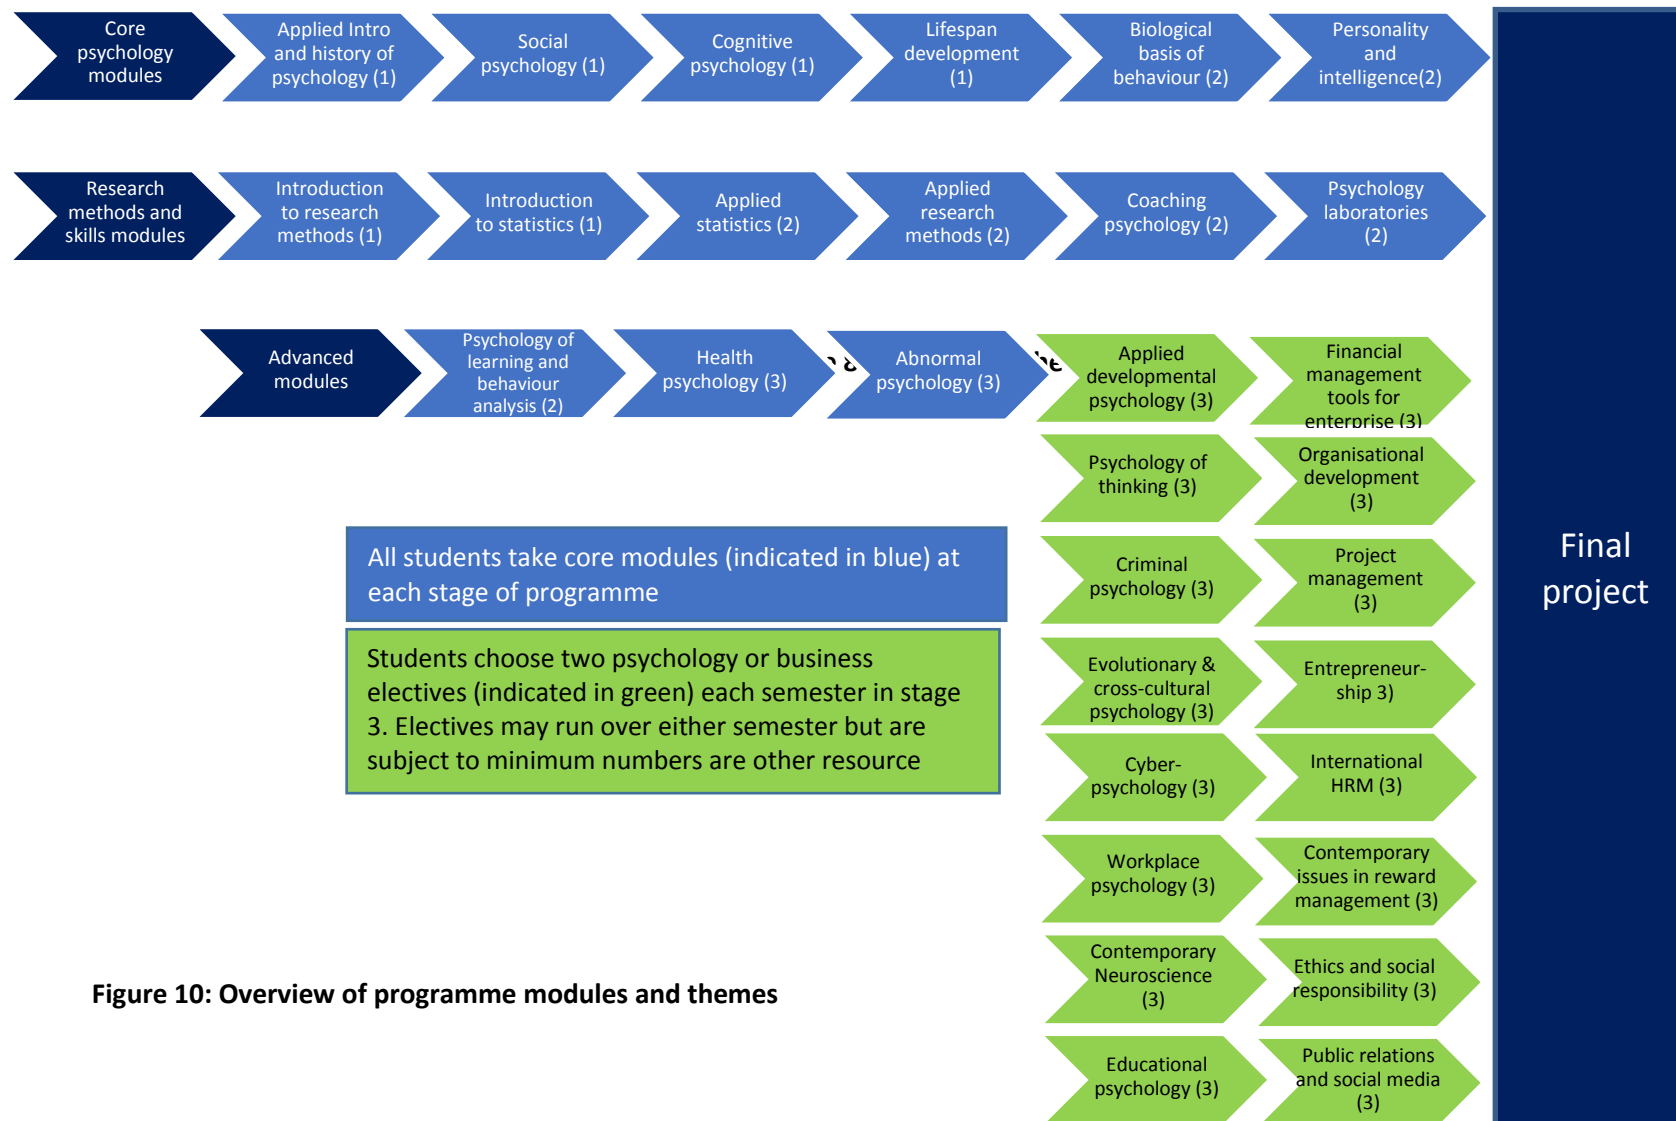 Core
psychology
modules
Applied Intro
and history of
psychology (1)
Social
psychology (1)
Cognitive
psychology (1)
Lifespan
development
(1)
Biological
basis of
behaviour (2)
Personality
and
intelligence(2)
Research
methods and
skills modules
Introduction
to research
methods (1)
Introduction
to statistics (1)
Applied
statistics (2)
Applied
research
methods (2)
Coaching
psychology (2)
Psychology
laboratories
(2)
Advanced
modules
Psychology of
learning and
behaviour
analysis (2)
Health
psychology (3)
Abnormal
psychology (3)
Applied
developmental
psychology (3)
Financial
management
tools for
enterprise (3)
Psychology of
thinking (3)
Organisational
development
(3)
Criminal
psychology (3)
Project
management
(3)
Evolutionary &
cross-cultural
psychology (3)
Entrepreneur-
ship 3)
Cyber-
psychology (3)
International
HRM (3)
Workplace
psychology (3)
Contemporary
issues in reward
management (3)
Contemporary
Neuroscience
(3)
Ethics and social
responsibility (3)
Educational
psychology (3)
Public relations
and social media
(3)
Final
project
All students take core modules (indicated in blue) at
each stage of programme
Students choose two psychology or business
electives (indicated in green) each semester in stage
3. Electives may run over either semester but are
subject to minimum numbers are other resource
Figure 10: Overview of programme modules and themes